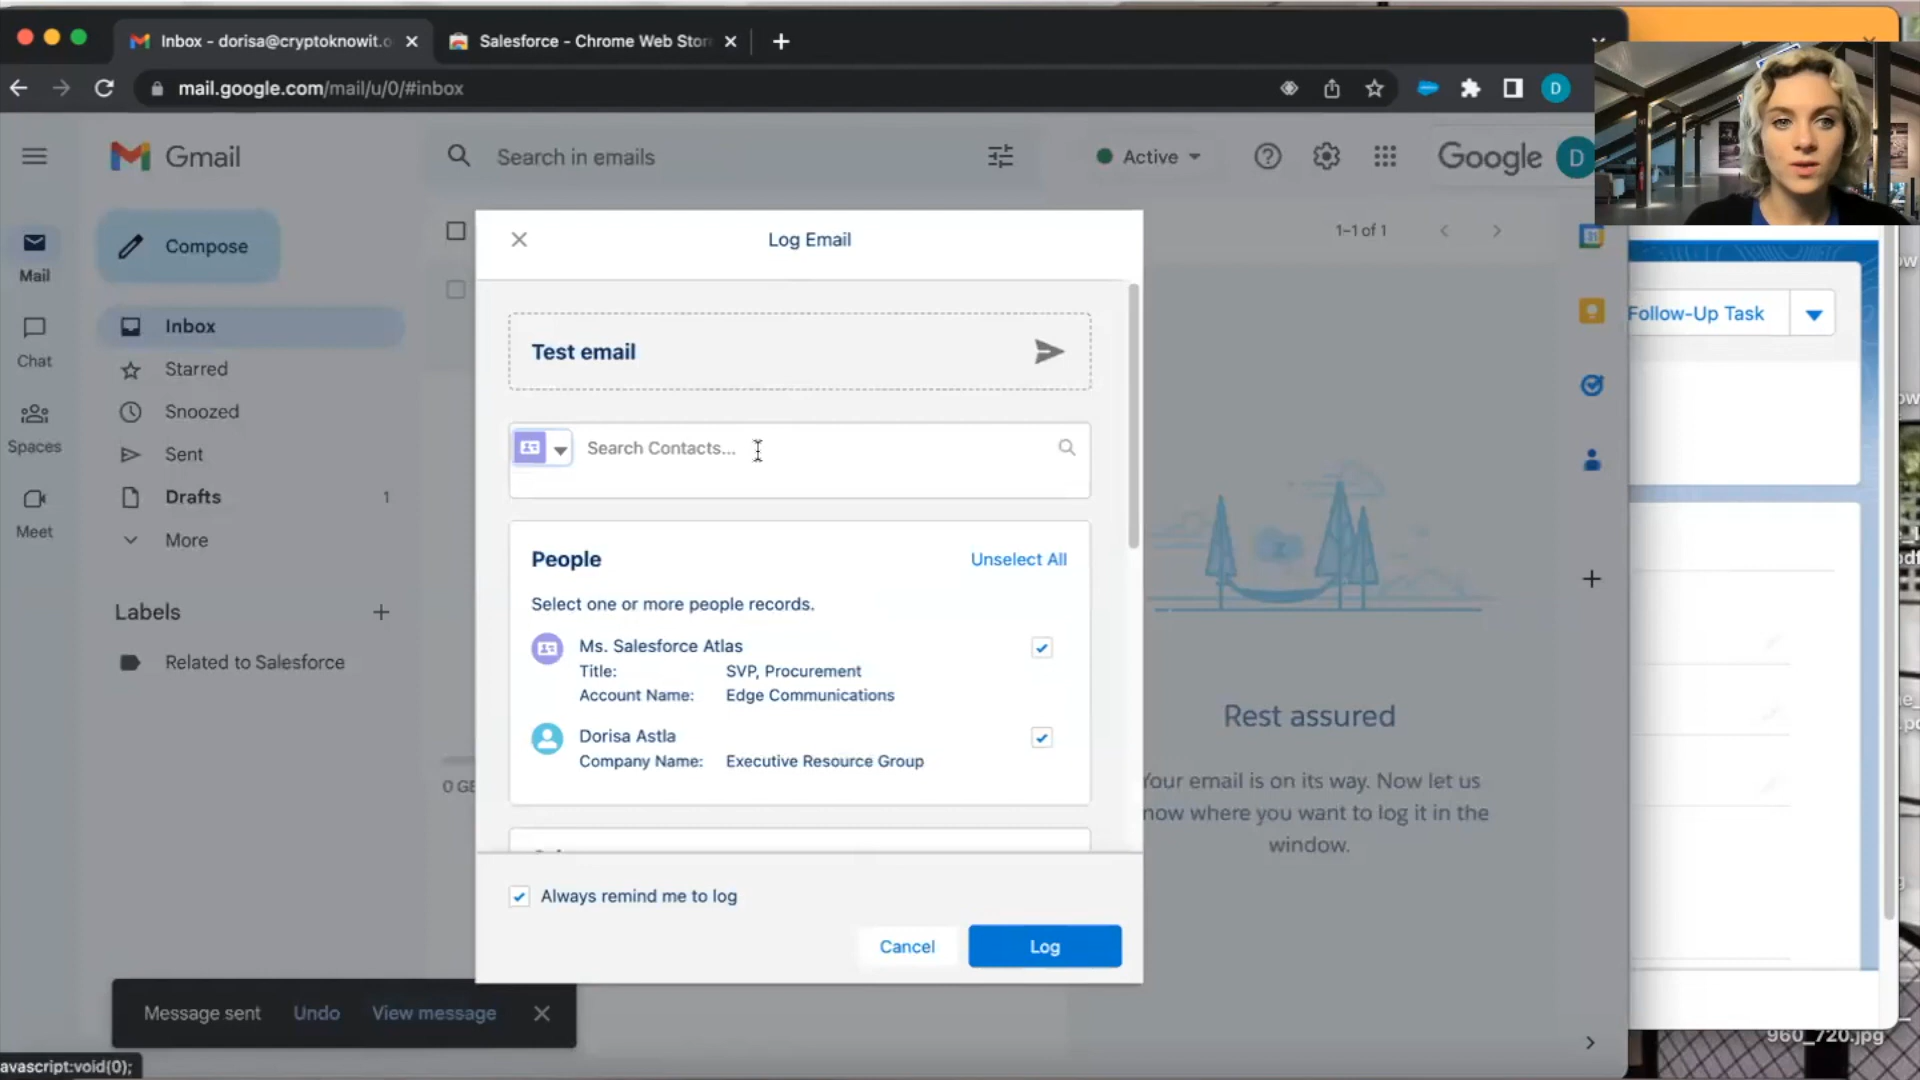 Inbox - dorisa@cryptoknowit.o
Salesforce - Chrome Web Stor
mail.google.com/mail/u/0/#inbox
D
Gmail
Search in emails
Active
Google
D
Compose
Mail
Chat
Spaces
Meet
Inbox
Starred
Snoozed
Sent
Drafts 1
More
Labels
Related to Salesforce
1–1 of 1
31
Log Email
Test email
Search Contacts...
People
Unselect All
Select one or more people records.
Ms. Salesforce Atlas
Title: SVP, Procurement
Account Name: Edge Communications
Dorisa Astla
Company Name: Executive Resource Group
Always remind me to log
Cancel
Log
Rest assured
Your email is on its way. Now let us
now where you want to log it in the
window.
0 GB
Follow-Up Task
Message sent
Undo
View message
avascript:void(0);
960_720.jpg